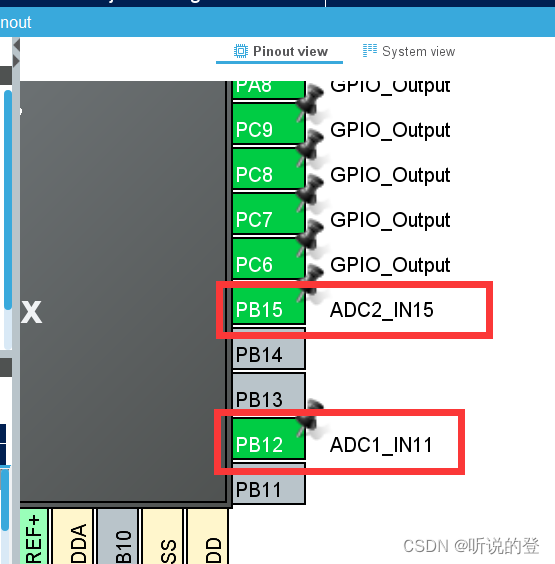 inout
Pinout view
System view
PA8 GPIO_Output
PC9 GPIO_Output
PC8 GPIO_Output
PC7 GPIO_Output
PC6 GPIO_Output
PB15 ADC2_IN15
X
PB14
PB13
PB12 ADC1_IN11
PB11
REF+
DDA
B10
SS
DD
CSDN @听说的登